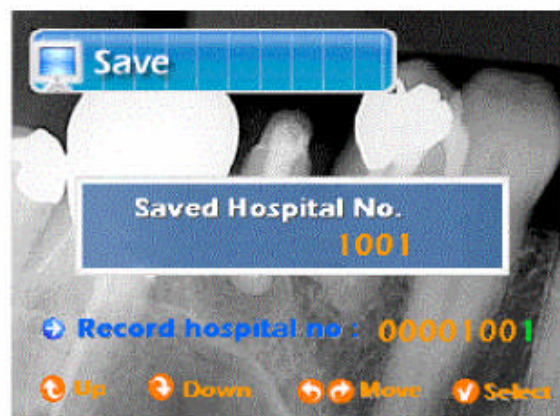 Save
Saved Hospital No.
1001
Record hospital no : 00001001
Up Down Move Select